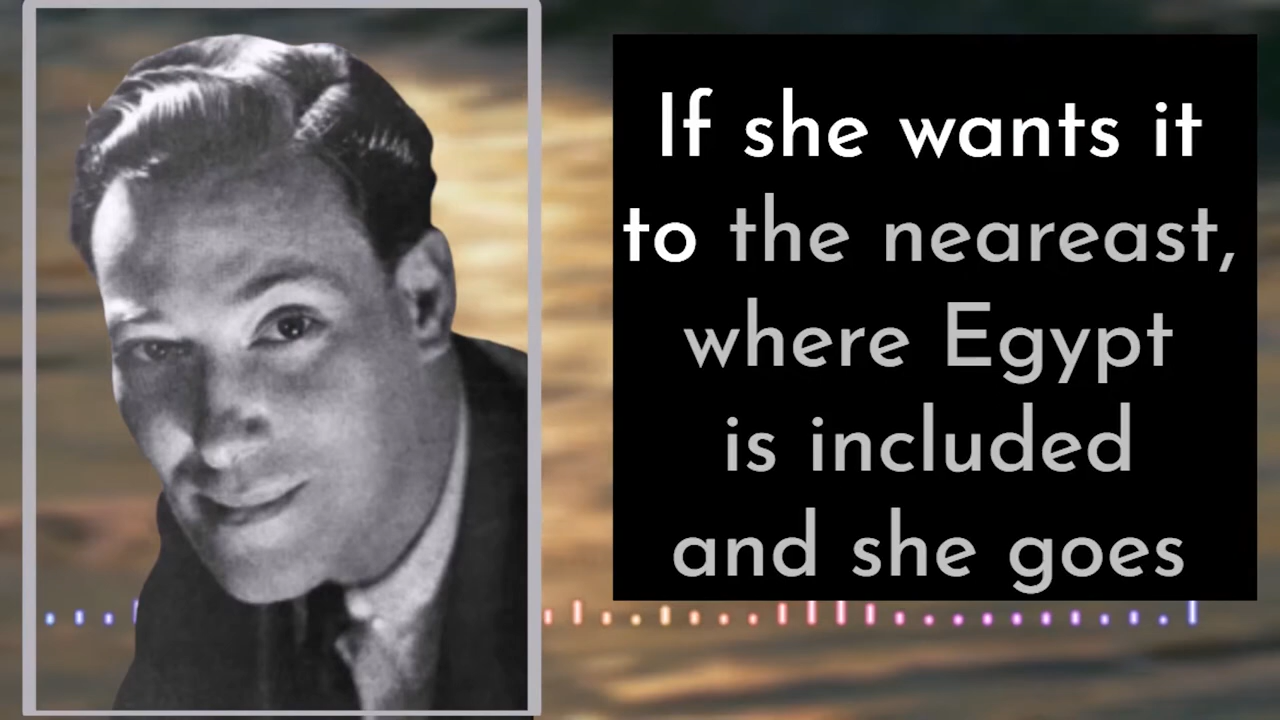 If she wants it
to the neareast,
where Egypt
is included
and she goes